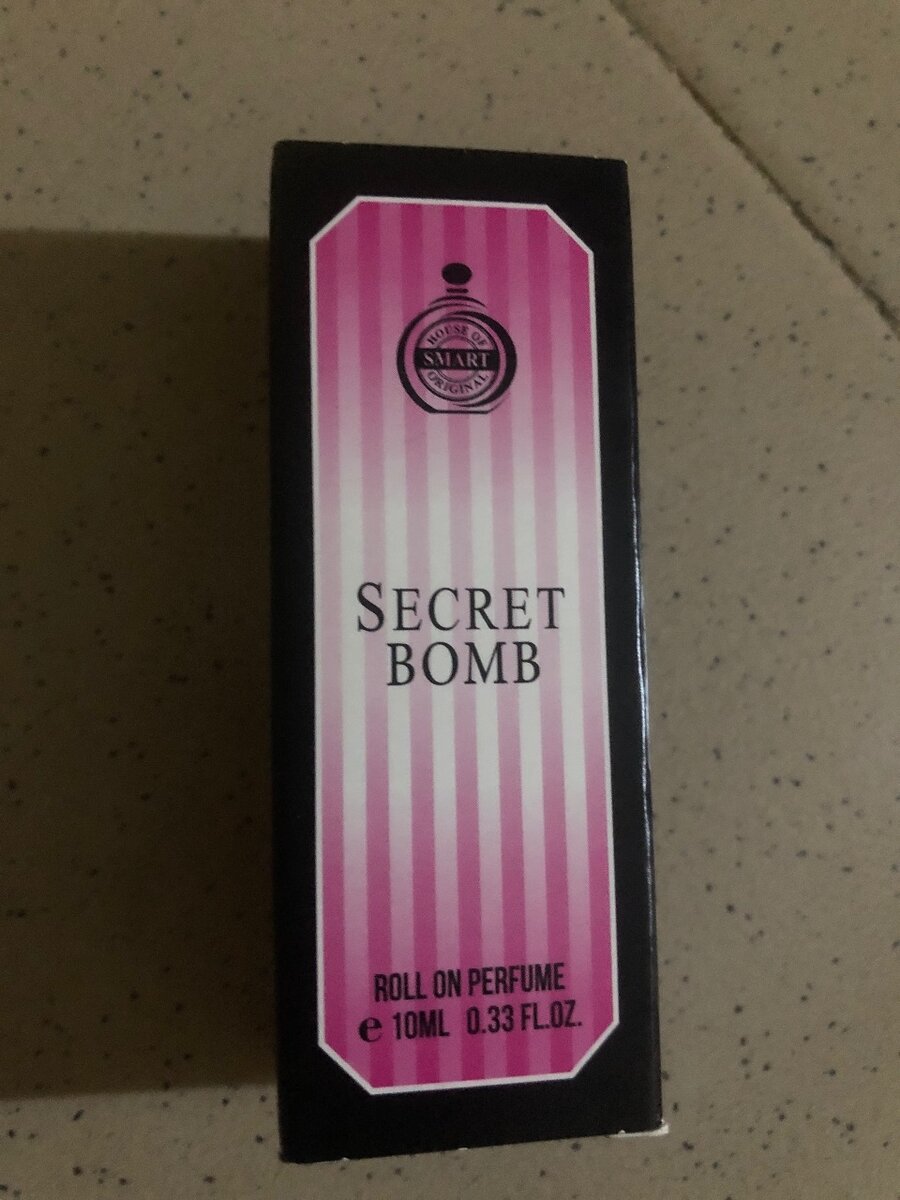 HOUSE OF
SMART
ORIGINAL
SECRET
BOMB
ROLL ON PERFUME
℮ 10ML 0.33 FL.OZ.